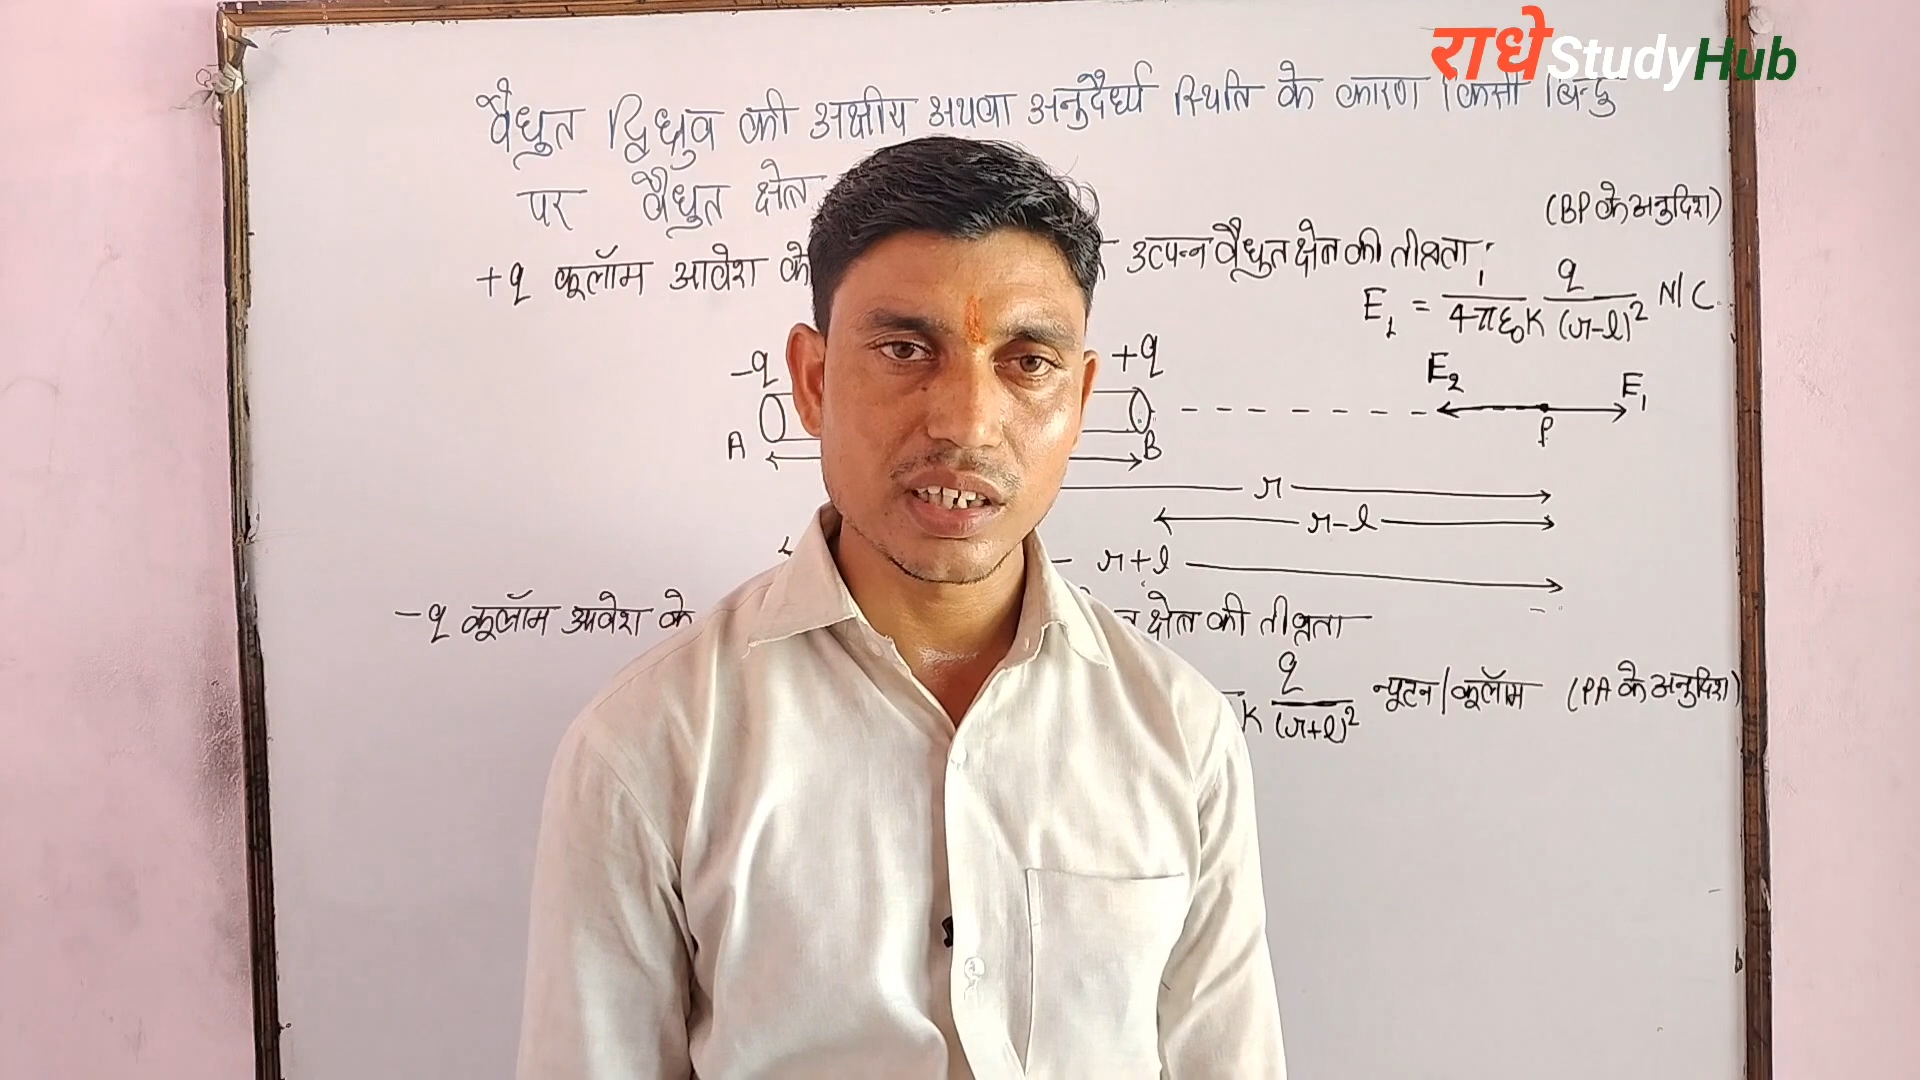 राधे StudyHub
वैधुत द्विध्रुव की अक्षीय अथवा अनुदैर्ध्य स्थिति के कारण किसी बिन्दु
पर वैधुत क्षेत्र
(BP के अनुदिश)
+q कूलॉम आवेश के उत्पन्न वैधुत क्षेत्र की तीव्रता,
E₁ = 1/4πε₀K q/(r-l)² N/C
-q +q
E₂ E₁
A B P
r
r-l
r+l
-q कूलॉम आवेश के क्षेत्र की तीव्रता
K q/(r+l)² न्यूटन/कूलॉम (PA के अनुदिश)